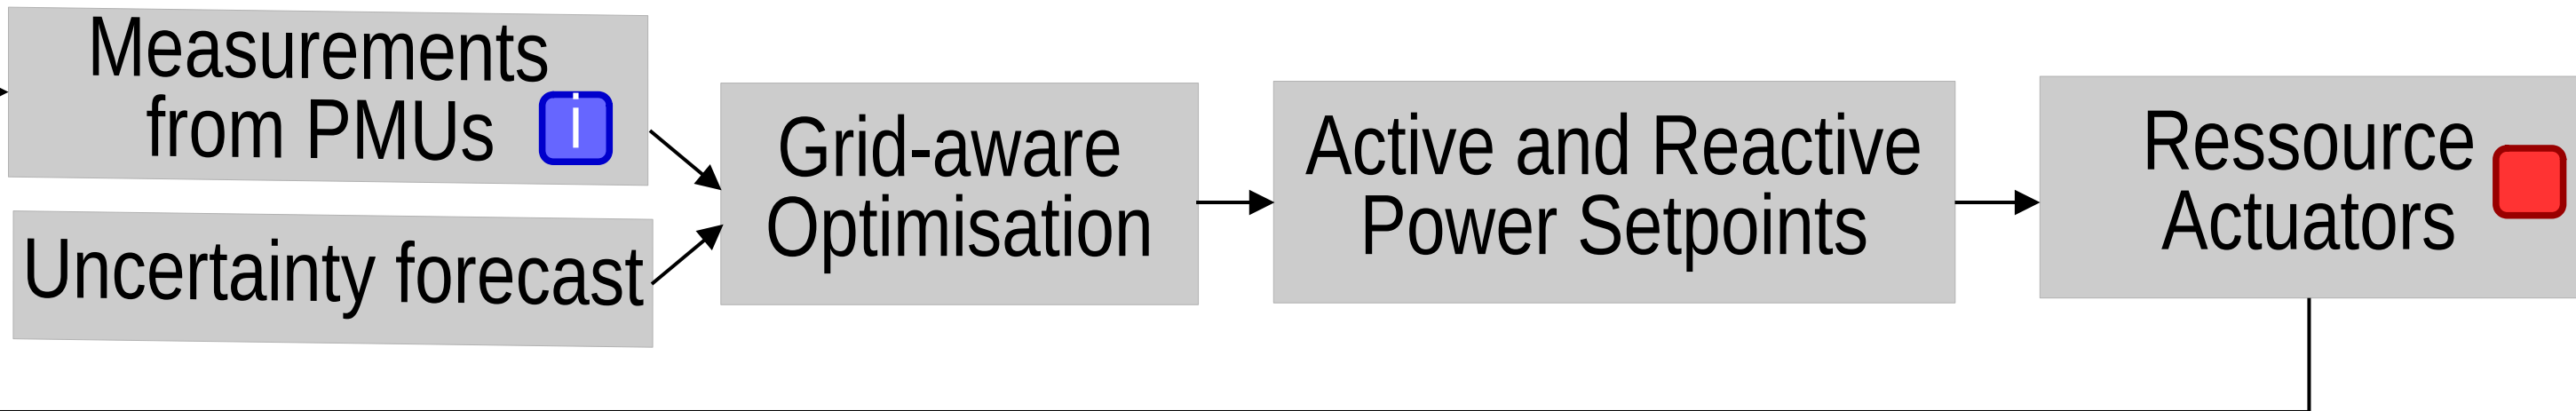 Measurements
from PMUs i
Uncertainty forecast
Grid-aware
Optimisation
Active and Reactive
Power Setpoints
Ressource
Actuators